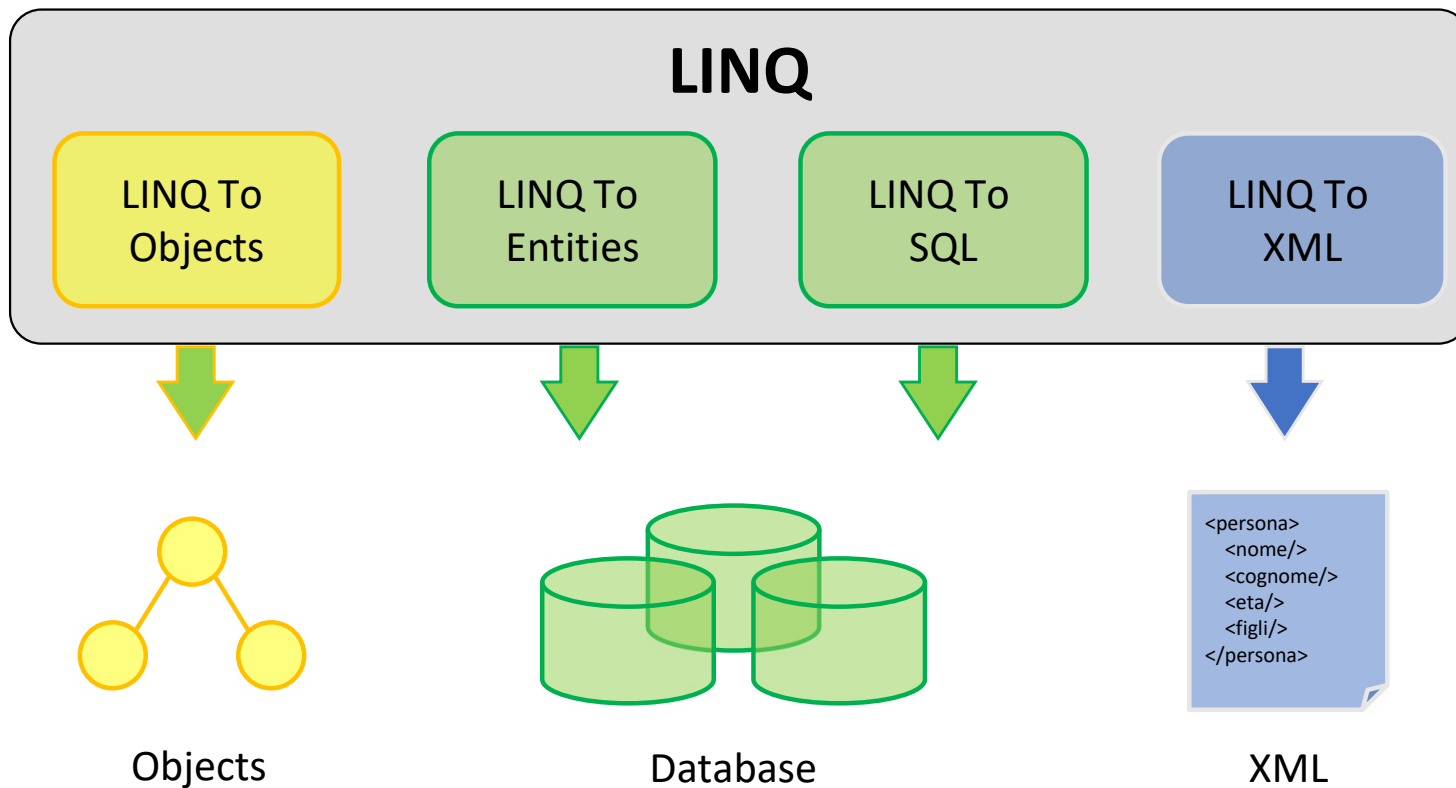 LINQ
LINQ To
Objects
LINQ To
Entities
LINQ To
SQL
LINQ To
XML
<persona>
<nome/>
<cognome/>
<eta/>
<figli/>
</persona>
Objects
Database
XML